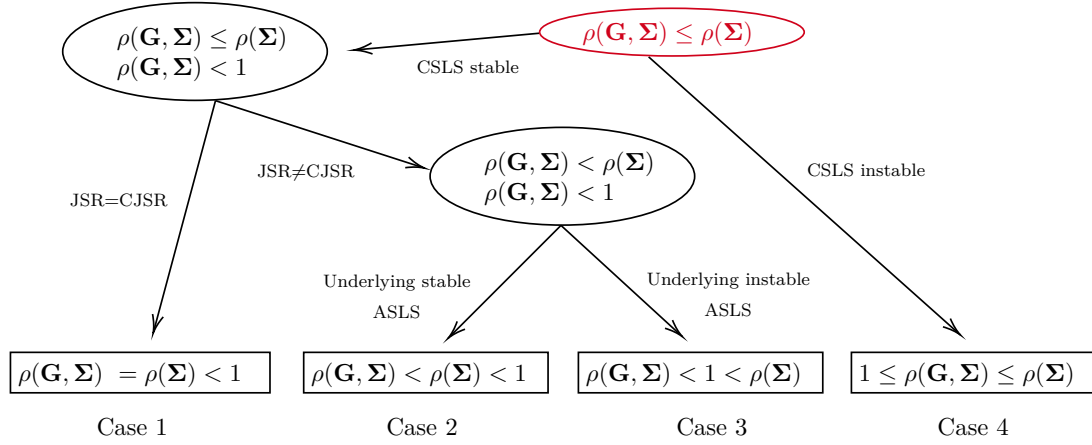 ρ(𝐆, 𝚺) ≤ ρ(𝚺)
ρ(𝐆, 𝚺) < 1
ρ(𝐆, 𝚺) ≤ ρ(𝚺)
CSLS stable
ρ(𝐆, 𝚺) < ρ(𝚺)
ρ(𝐆, 𝚺) < 1
JSR=CJSR
JSR≠CJSR
CSLS instable
Underlying stable
ASLS
Underlying instable
ASLS
ρ(𝐆, 𝚺) = ρ(𝚺) < 1
ρ(𝐆, 𝚺) < ρ(𝚺) < 1
ρ(𝐆, 𝚺) < 1 < ρ(𝚺)
1 ≤ ρ(𝐆, 𝚺) ≤ ρ(𝚺)
Case 1
Case 2
Case 3
Case 4